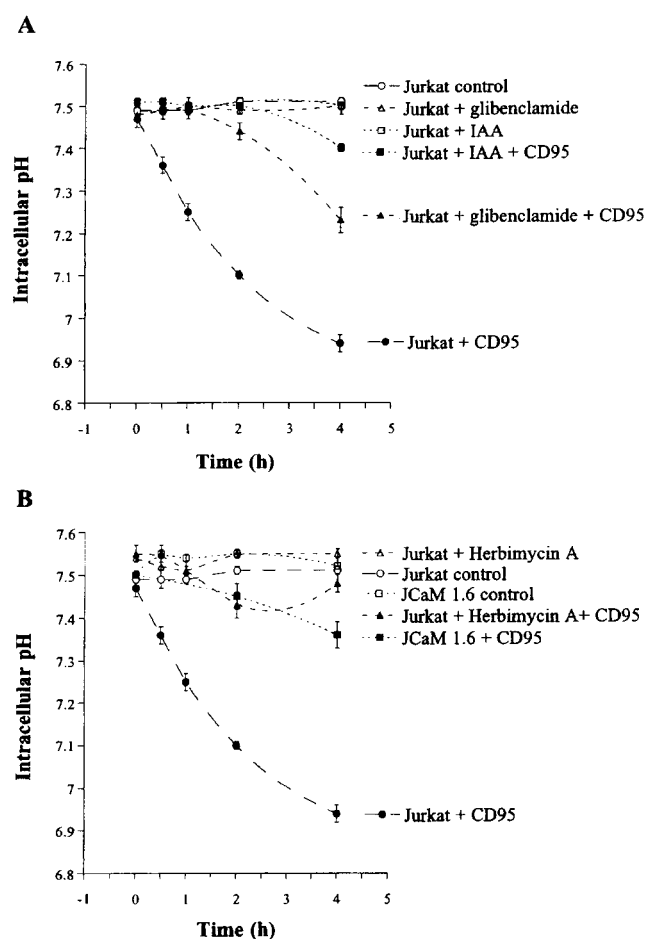 A
7.6
7.5
7.4
7.3
7.2
7.1
7
6.9
6.8
Intracellular pH
-1 0 1 2 3 4 5
Time (h)
Jurkat control
Jurkat + glibenclamide
Jurkat + IAA
Jurkat + IAA + CD95
Jurkat + glibenclamide + CD95
Jurkat + CD95
B
7.6
7.5
7.4
7.3
7.2
7.1
7
6.9
6.8
Intracellular pH
-1 0 1 2 3 4 5
Time (h)
Jurkat + Herbimycin A
Jurkat control
JCaM 1.6 control
Jurkat + Herbimycin A+ CD95
JCaM 1.6 + CD95
Jurkat + CD95